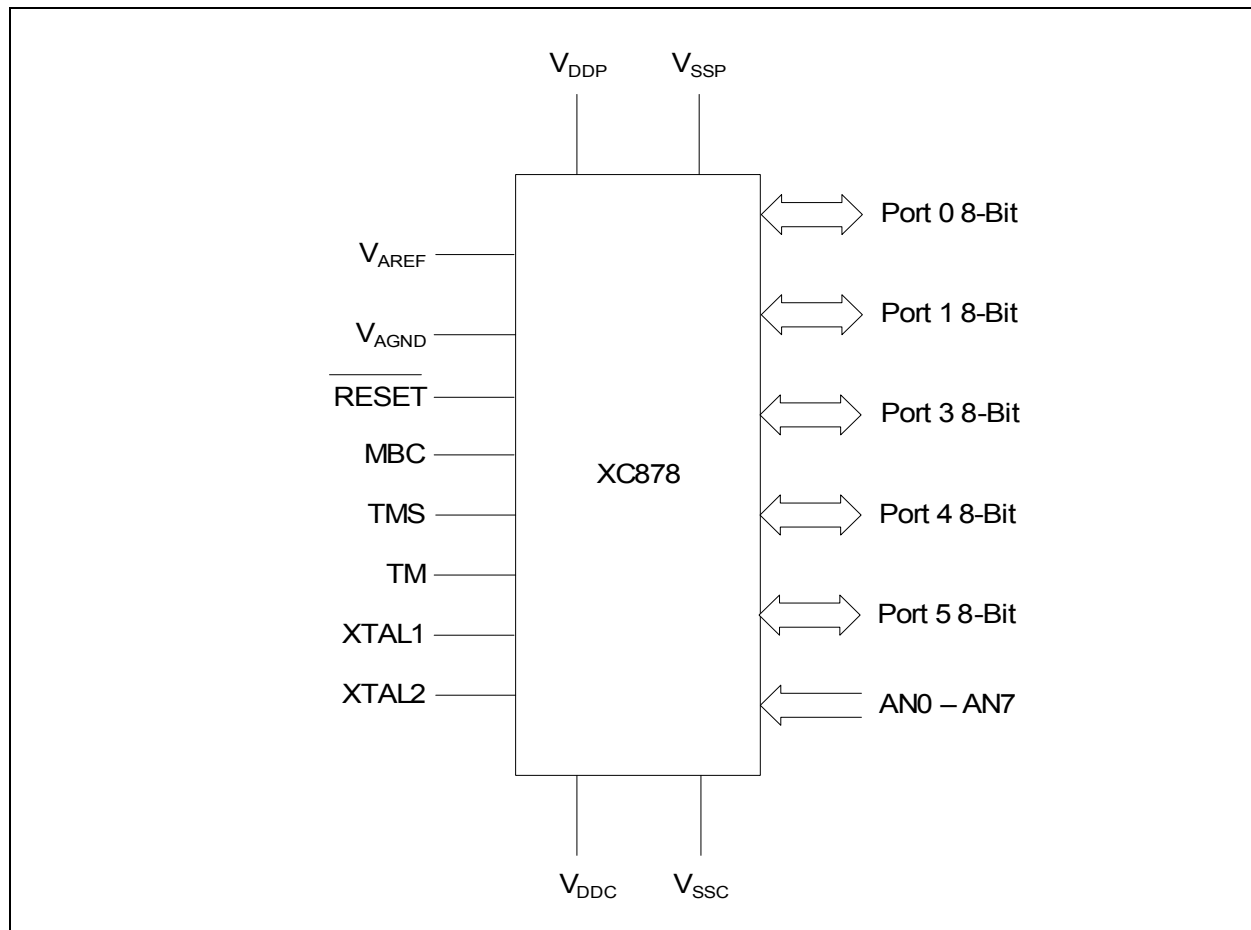 VDDP VSSP
VAREF
VAGND
RESET
MBC
TMS
TM
XTAL1
XTAL2
XC878
Port 0 8-Bit
Port 1 8-Bit
Port 3 8-Bit
Port 4 8-Bit
Port 5 8-Bit
AN0 – AN7
VDDC VSSC